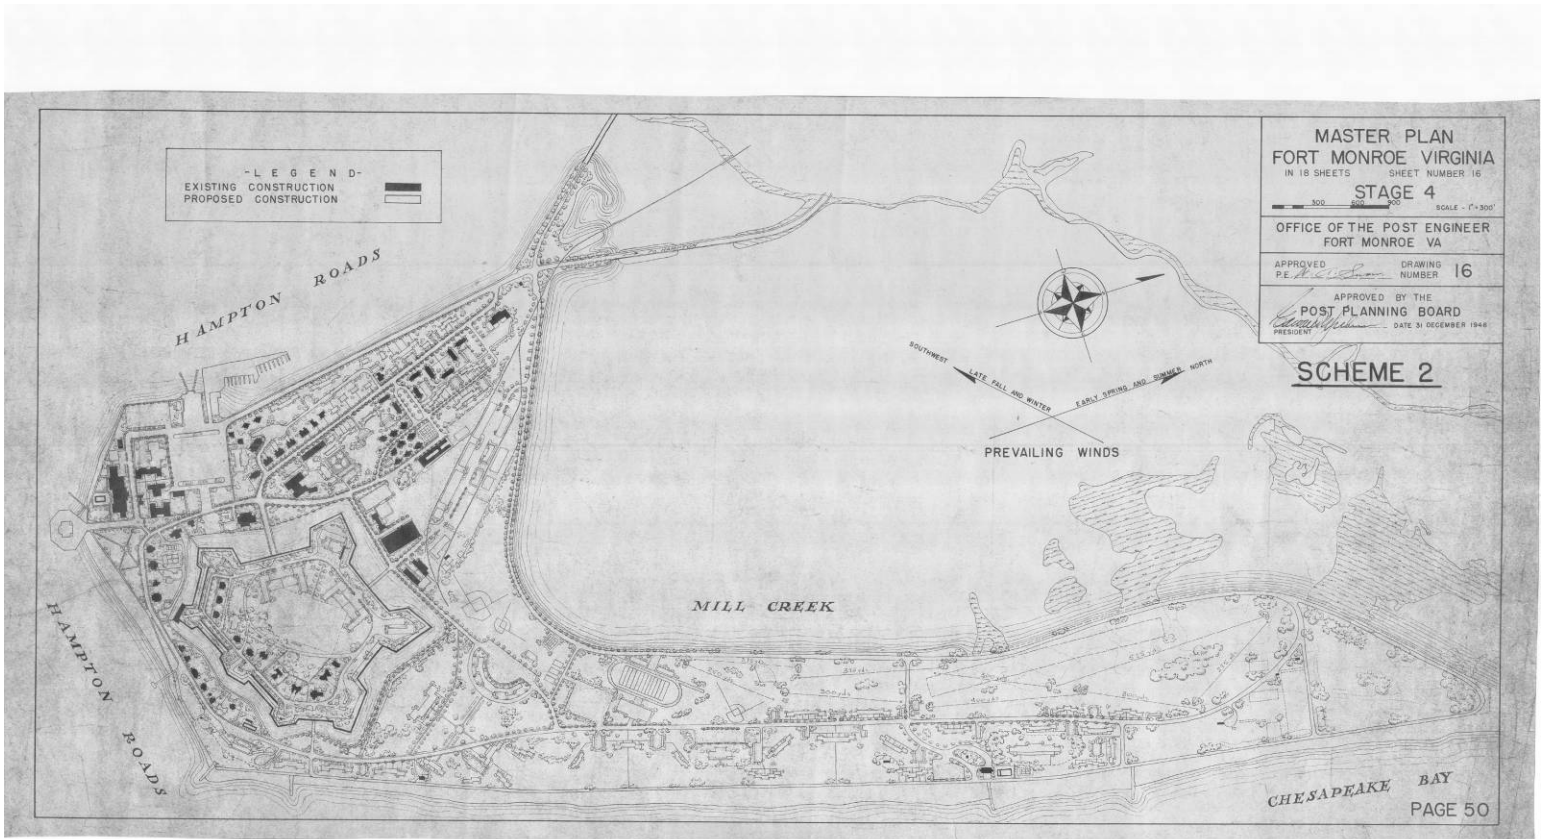 -LEGEND-
EXISTING CONSTRUCTION
PROPOSED CONSTRUCTION
MASTER PLAN
FORT MONROE VIRGINIA
IN 18 SHEETS SHEET NUMBER 16
STAGE 4
300 600 900
SCALE - 1"=300'
OFFICE OF THE POST ENGINEER
FORT MONROE VA
APPROVED
P.E.
DRAWING
NUMBER 16
APPROVED BY THE
POST PLANNING BOARD
PRESIDENT
DATE 31 DECEMBER 1946
SCHEME 2
HAMPTON ROADS
SOUTHWEST
LATE FALL AND WINTER
EARLY SPRING AND SUMMER NORTH
PREVAILING WINDS
MILL CREEK
HAMPTON ROADS
CHESAPEAKE BAY
PAGE 50